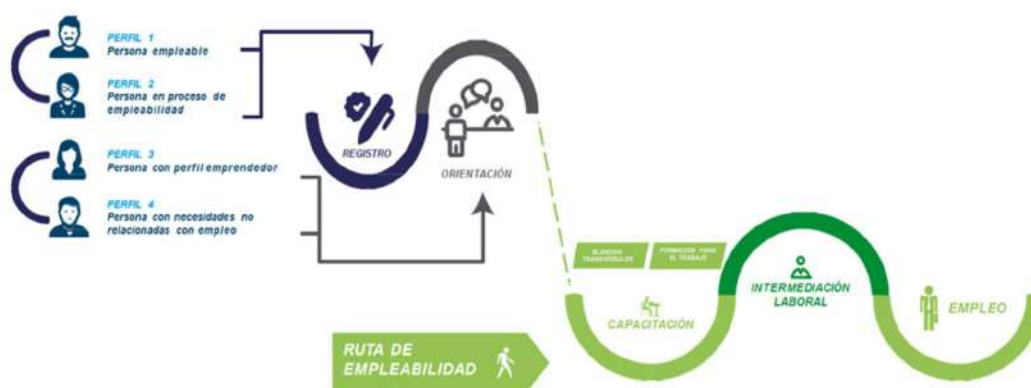 PERFIL 1
Persona empleable
PERFIL 2
Persona en proceso de
empleabilidad
PERFIL 3
Persona con perfil emprendedor
PERFIL 4
Persona con necesidades no
relacionadas con empleo
REGISTRO
ORIENTACIÓN
BLANDAS
TRANSVERSALES
FORMACIÓN PARA
EL TRABAJO
CAPACITACIÓN
INTERMEDIACIÓN
LABORAL
EMPLEO
RUTA DE
EMPLEABILIDAD